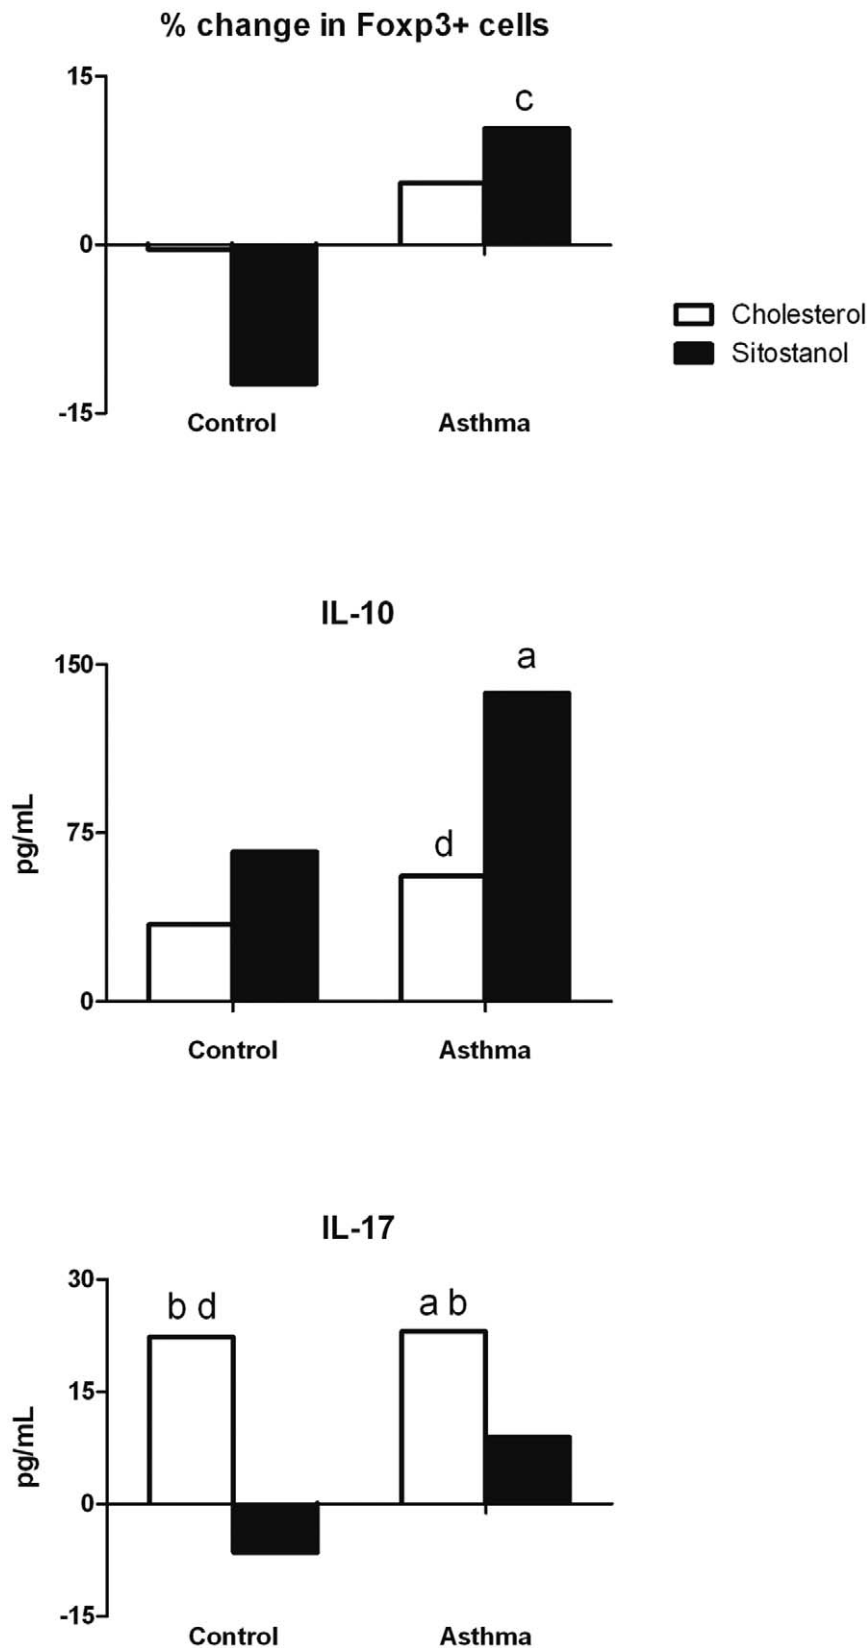 % change in Foxp3+ cells
15
c
0
Cholesterol
Sitostanol
-15
Control Asthma
IL-10
150
a
pg/mL
75
d
0
Control Asthma
IL-17
30
b d a b
15
pg/mL
0
-15
Control Asthma